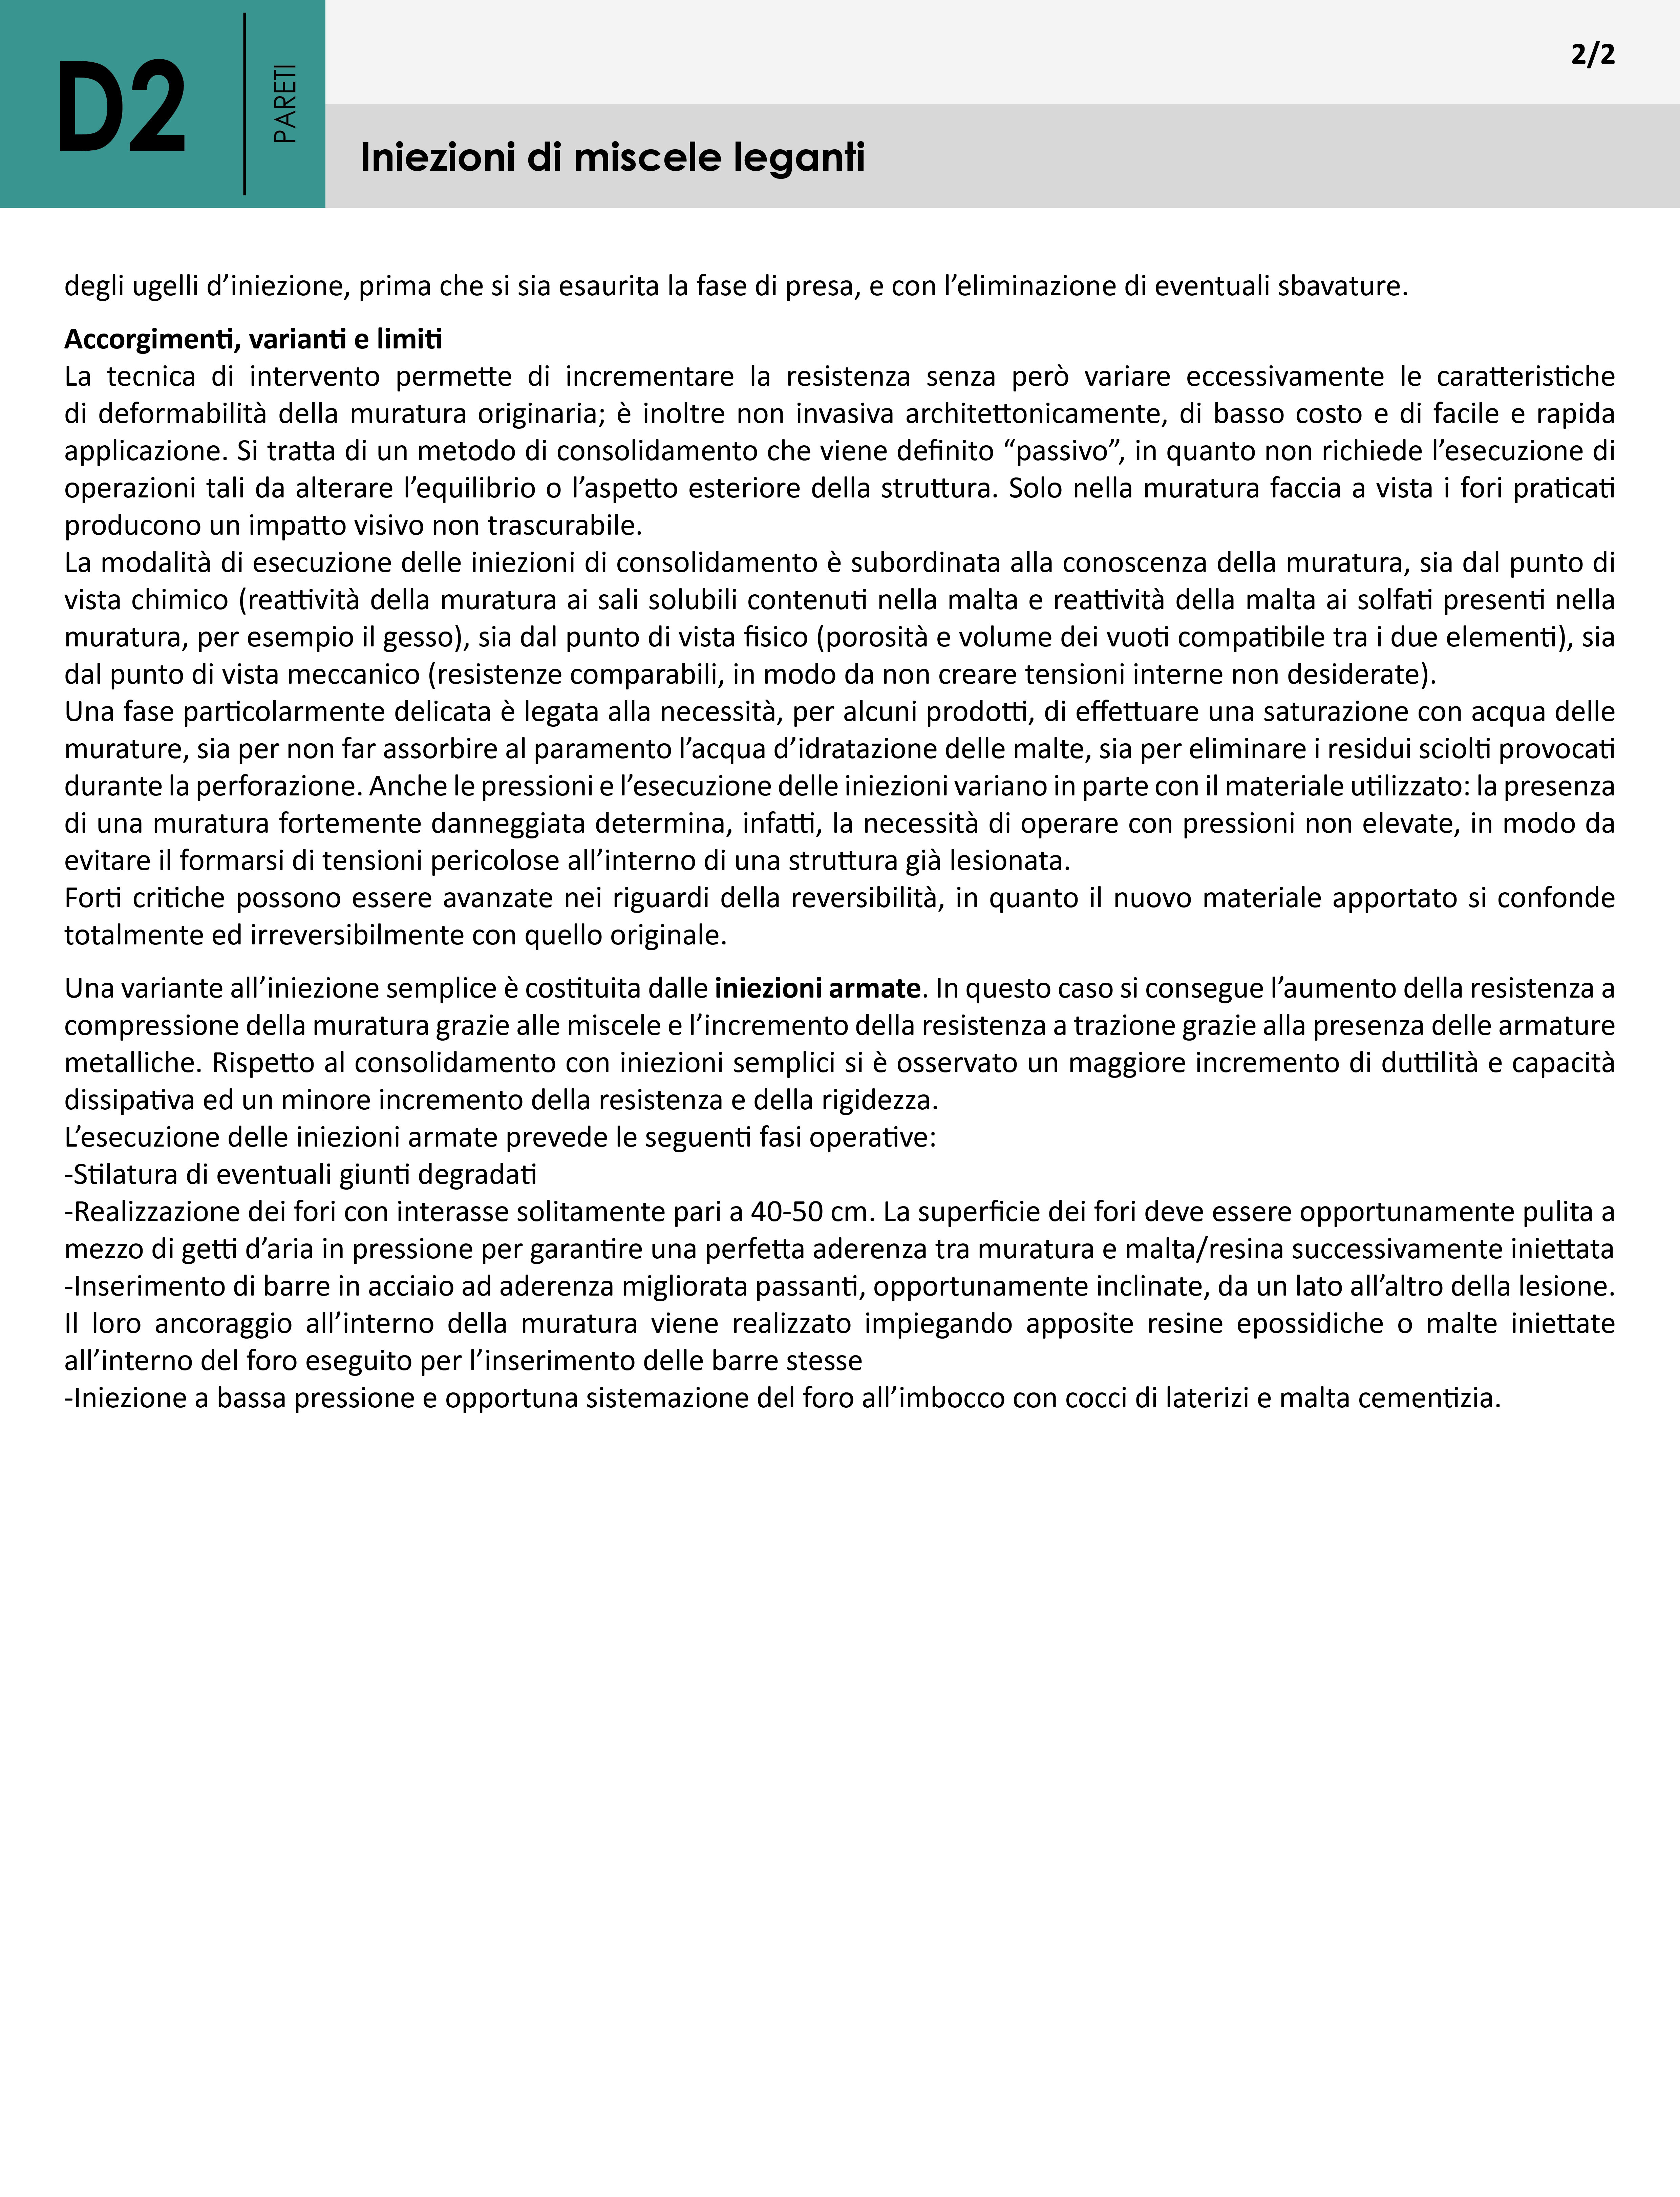 D2
PARETI
2/2
Iniezioni di miscele leganti
degli ugelli d’iniezione, prima che si sia esaurita la fase di presa, e con l’eliminazione di eventuali sbavature.
Accorgimenti, varianti e limiti
La tecnica di intervento permette di incrementare la resistenza senza però variare eccessivamente le caratteristiche
di deformabilità della muratura originaria; è inoltre non invasiva architettonicamente, di basso costo e di facile e rapida
applicazione. Si tratta di un metodo di consolidamento che viene definito “passivo”, in quanto non richiede l’esecuzione di
operazioni tali da alterare l’equilibrio o l’aspetto esteriore della struttura. Solo nella muratura faccia a vista i fori praticati
producono un impatto visivo non trascurabile.
La modalità di esecuzione delle iniezioni di consolidamento è subordinata alla conoscenza della muratura, sia dal punto di
vista chimico (reattività della muratura ai sali solubili contenuti nella malta e reattività della malta ai solfati presenti nella
muratura, per esempio il gesso), sia dal punto di vista fisico (porosità e volume dei vuoti compatibile tra i due elementi), sia
dal punto di vista meccanico (resistenze comparabili, in modo da non creare tensioni interne non desiderate).
Una fase particolarmente delicata è legata alla necessità, per alcuni prodotti, di effettuare una saturazione con acqua delle
murature, sia per non far assorbire al paramento l’acqua d’idratazione delle malte, sia per eliminare i residui sciolti provocati
durante la perforazione. Anche le pressioni e l’esecuzione delle iniezioni variano in parte con il materiale utilizzato: la presenza
di una muratura fortemente danneggiata determina, infatti, la necessità di operare con pressioni non elevate, in modo da
evitare il formarsi di tensioni pericolose all’interno di una struttura già lesionata.
Forti critiche possono essere avanzate nei riguardi della reversibilità, in quanto il nuovo materiale apportato si confonde
totalmente ed irreversibilmente con quello originale.
Una variante all’iniezione semplice è costituita dalle iniezioni armate. In questo caso si consegue l’aumento della resistenza a
compressione della muratura grazie alle miscele e l’incremento della resistenza a trazione grazie alla presenza delle armature
metalliche. Rispetto al consolidamento con iniezioni semplici si è osservato un maggiore incremento di duttilità e capacità
dissipativa ed un minore incremento della resistenza e della rigidezza.
L’esecuzione delle iniezioni armate prevede le seguenti fasi operative:
-Stilatura di eventuali giunti degradati
-Realizzazione dei fori con interasse solitamente pari a 40-50 cm. La superficie dei fori deve essere opportunamente pulita a
mezzo di getti d’aria in pressione per garantire una perfetta aderenza tra muratura e malta/resina successivamente iniettata
-Inserimento di barre in acciaio ad aderenza migliorata passanti, opportunamente inclinate, da un lato all’altro della lesione.
Il loro ancoraggio all’interno della muratura viene realizzato impiegando apposite resine epossidiche o malte iniettate
all’interno del foro eseguito per l’inserimento delle barre stesse
-Iniezione a bassa pressione e opportuna sistemazione del foro all’imbocco con cocci di laterizi e malta cementizia.